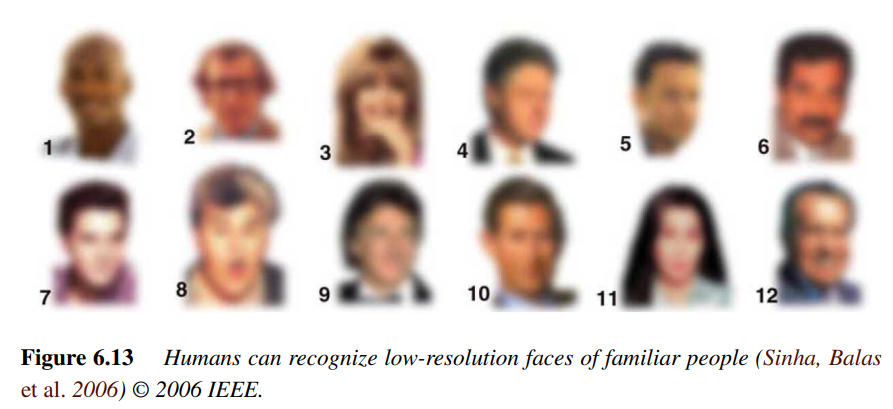 1 2 3 4 5 6
7 8 9 10 11 12
Figure 6.13 Humans can recognize low-resolution faces of familiar people (Sinha, Balas
et al. 2006) © 2006 IEEE.